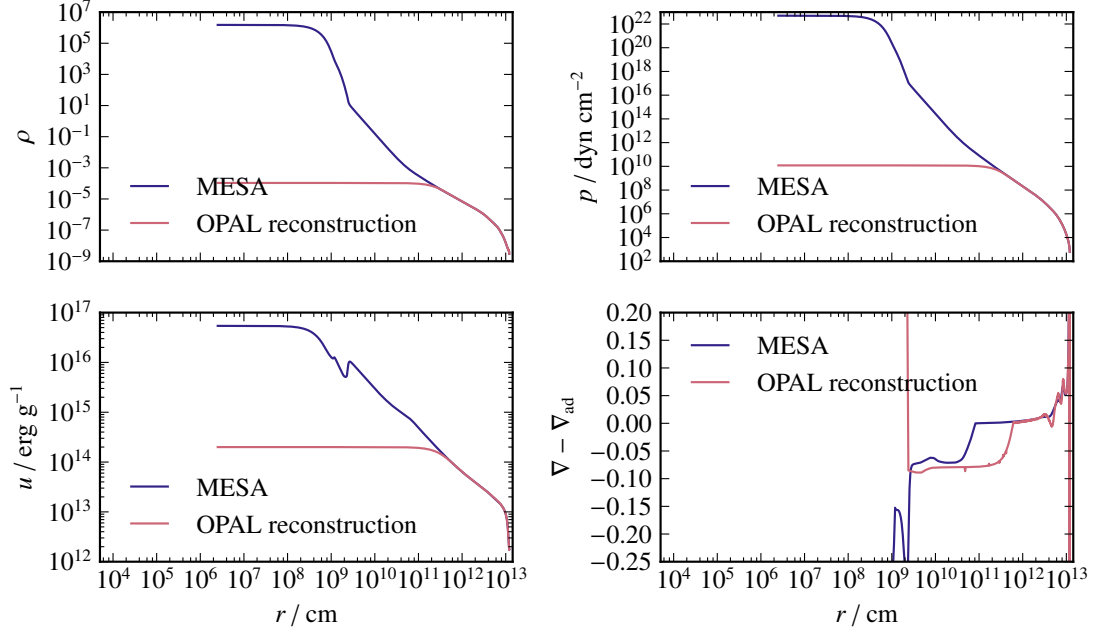 10^5
10^3
10^1
10^−1
10^−3
10^−5
10^−7
10^−9
ρ
MESA
OPAL reconstruction
10^22
10^20
10^18
10^16
10^14
10^12
10^10
10^8
10^6
10^4
10^2
p / dyn cm^−2
MESA
OPAL reconstruction
10^17
10^16
10^15
10^14
10^13
10^12
u / erg g^−1
MESA
OPAL reconstruction
10^4 10^5 10^6 10^7 10^8 10^9 10^10 10^11 10^12 10^13
r / cm
0.20
0.15
0.10
0.05
0.00
−0.05
−0.10
−0.15
−0.20
−0.25
∇ − ∇_ad
MESA
OPAL reconstruction
10^4 10^5 10^6 10^7 10^8 10^9 10^10 10^11 10^12 10^13
r / cm